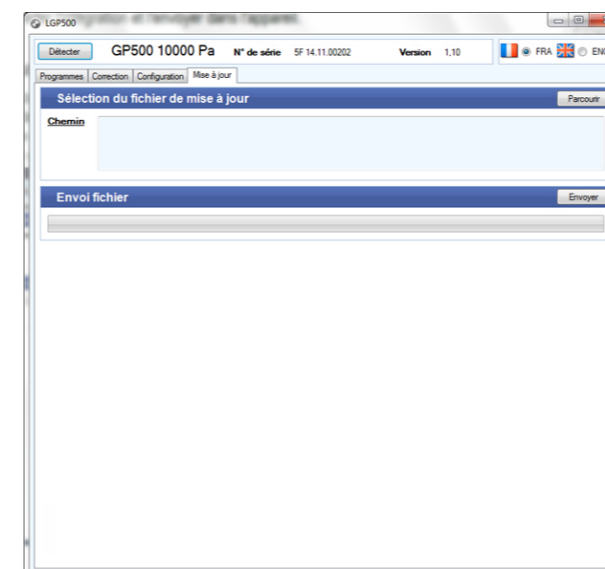 LGP500
Détecter GP500 10000 Pa N° de série 5F 14.11.00202 Version 1,10 FRA
Programmes Correction Configuration Mise à jour
Sélection du fichier de mise à jour Parcourir
Chemin
Envoi fichier Envoyer